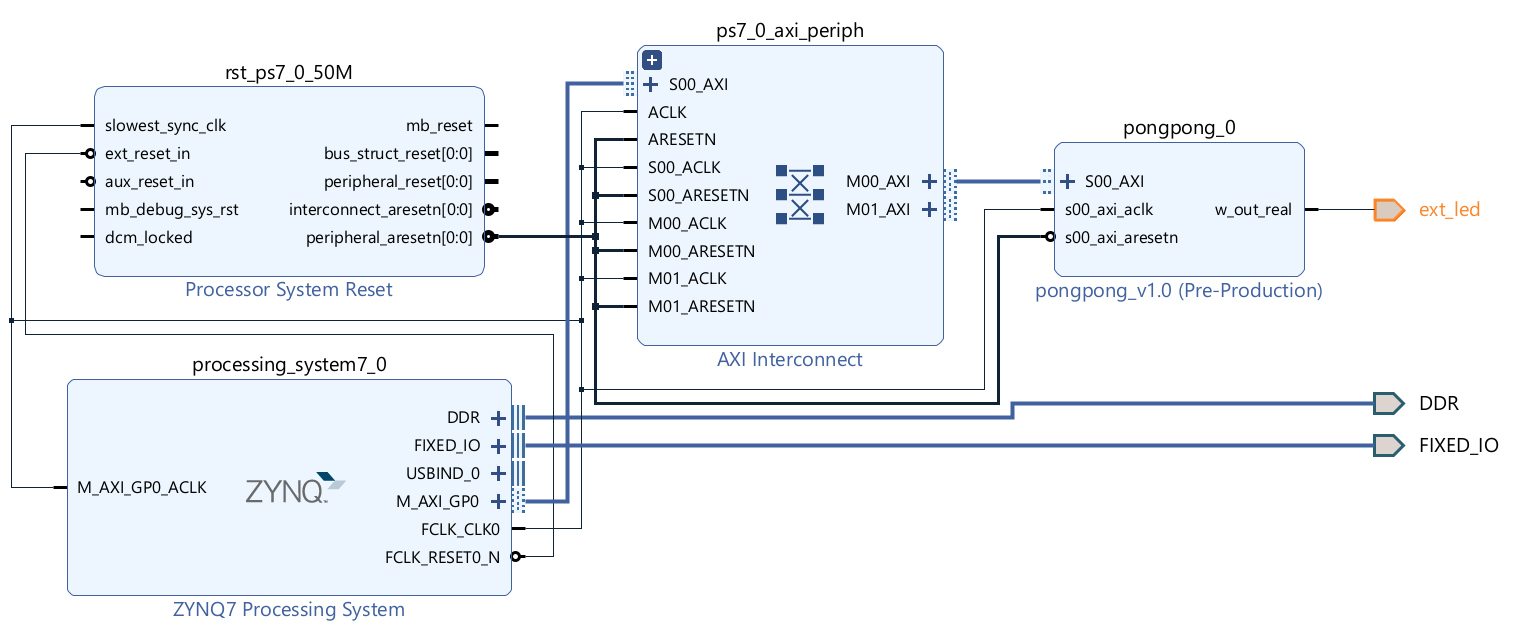 rst_ps7_0_50M
slowest_sync_clk
ext_reset_in
aux_reset_in
mb_debug_sys_rst
dcm_locked
mb_reset
bus_struct_reset[0:0]
peripheral_reset[0:0]
interconnect_aresetn[0:0]
peripheral_aresetn[0:0]
Processor System Reset
ps7_0_axi_periph
S00_AXI
ACLK
ARESETN
S00_ACLK
S00_ARESETN
M00_ACLK
M00_ARESETN
M01_ACLK
M01_ARESETN
M00_AXI
M01_AXI
AXI Interconnect
pongpong_0
S00_AXI
s00_axi_aclk
s00_axi_aresetn
w_out_real
pongpong_v1.0 (Pre-Production)
ext_led
processing_system7_0
M_AXI_GP0_ACLK
ZYNQ
DDR
FIXED_IO
USBIND_0
M_AXI_GP0
FCLK_CLK0
FCLK_RESET0_N
ZYNQ7 Processing System
DDR
FIXED_IO